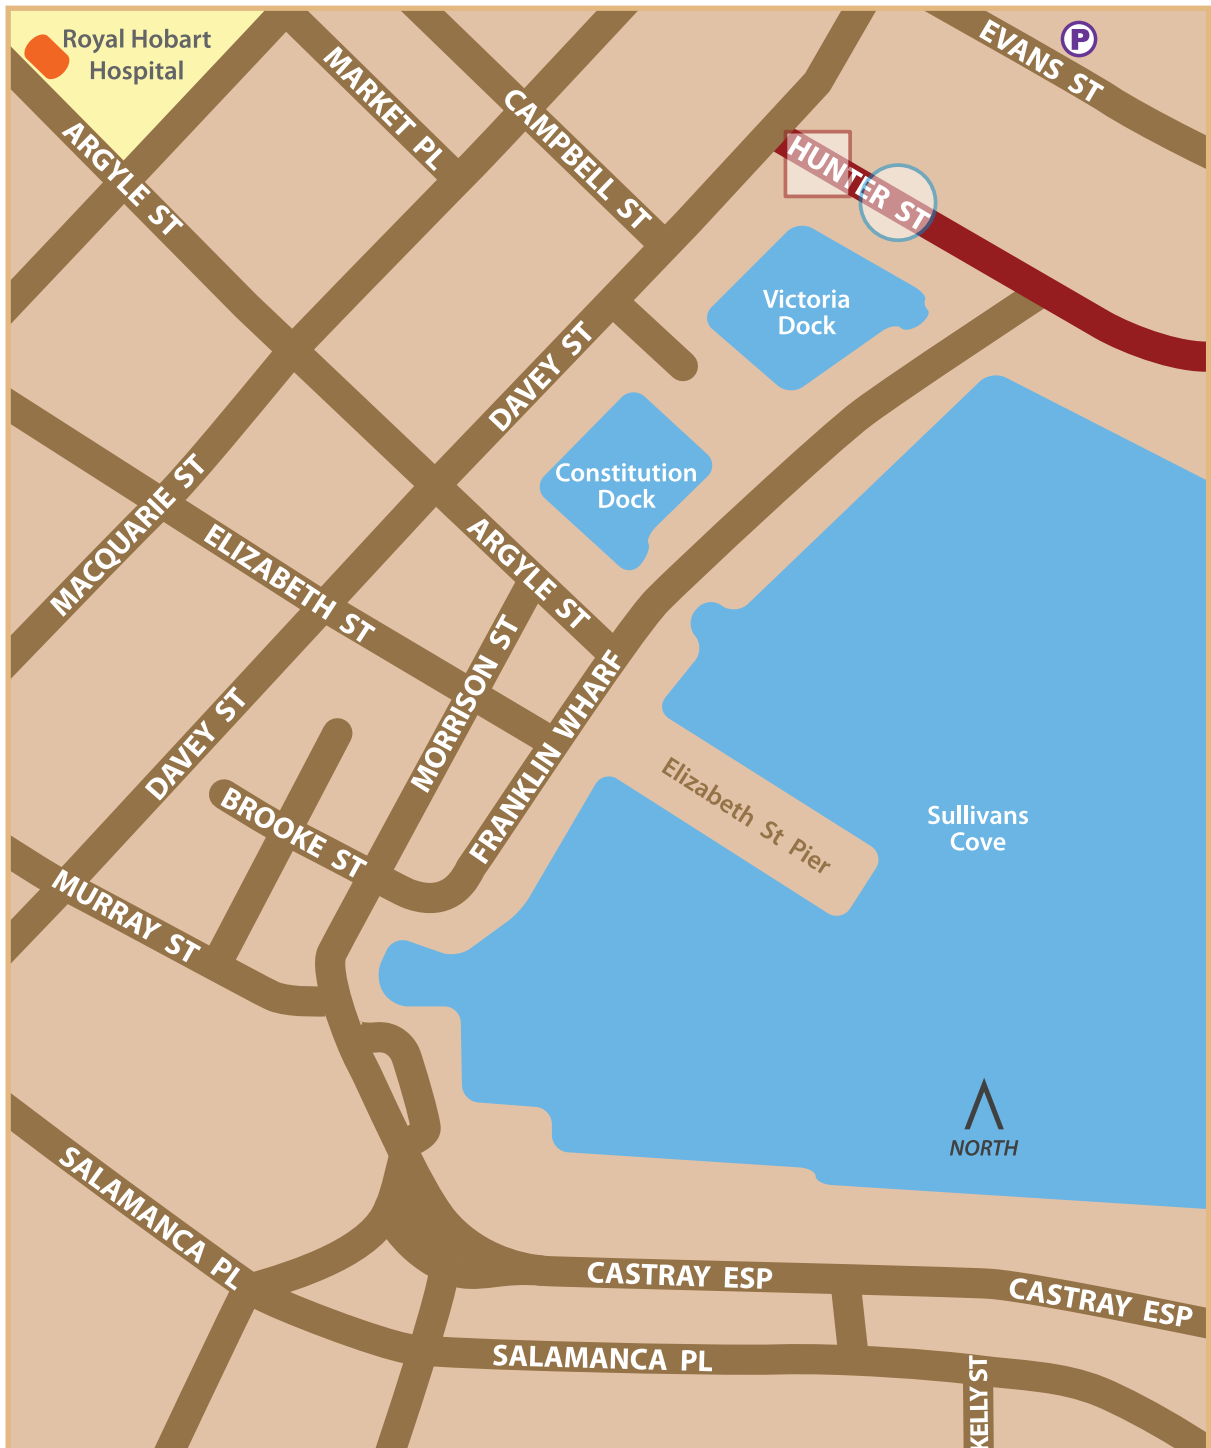 Royal Hobart
Hospital
P
EVANS ST
MARKET PL
CAMPBELL ST
ARGYLE ST
HUNTER ST
Victoria
Dock
DAVEY ST
Constitution
Dock
MACQUARIE ST
ELIZABETH ST
ARGYLE ST
MORRISON ST
FRANKLIN WHARF
DAVEY ST
BROOKE ST
Elizabeth St Pier
Sullivans
Cove
MURRAY ST
NORTH
SALAMANCA PL
CASTRAY ESP
CASTRAY ESP
SALAMANCA PL
KELLY ST